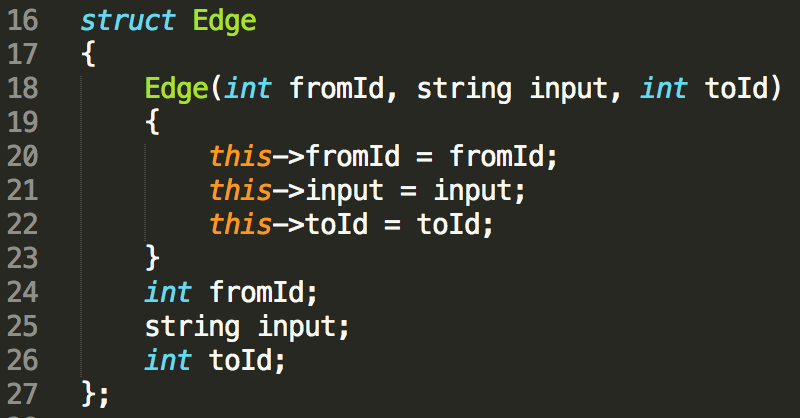 16 struct Edge
17 {
18 Edge(int fromId, string input, int toId)
19 {
20 this->fromId = fromId;
21 this->input = input;
22 this->toId = toId;
23 }
24 int fromId;
25 string input;
26 int toId;
27 };